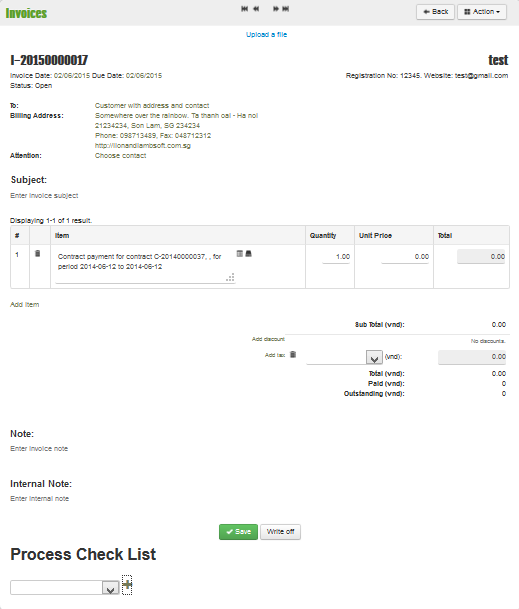 Invoices
Back
Action
Upload a file
I-20150000017
test
Invoice Date: 02/06/2015 Due Date: 02/06/2015
Registration No: 12345. Website: test@gmail.com
Status: Open
To: Customer with address and contact
Billing Address: Somewhere over the rainbow. Ta thanh oai - Ha noi
21234234, Son Lam, SG 234234
Phone: 098713489, Fax: 048712312
http://lionandlambsoft.com.sg
Attention: Choose contact
Subject:
Enter invoice subject
Displaying 1-1 of 1 result.
# Item Quantity Unit Price Total
1 Contract payment for contract C-20140000037, , for 1.00 0.00 0.00
period 2014-06-12 to 2014-06-12
Add item
Sub Total (vnd): 0.00
Add discount No discounts.
Add tax (vnd): 0.00
Total (vnd): 0.00
Paid (vnd): 0
Outstanding (vnd): 0
Note:
Enter invoice note
Internal Note:
Enter internal note
Save
Write off
Process Check List